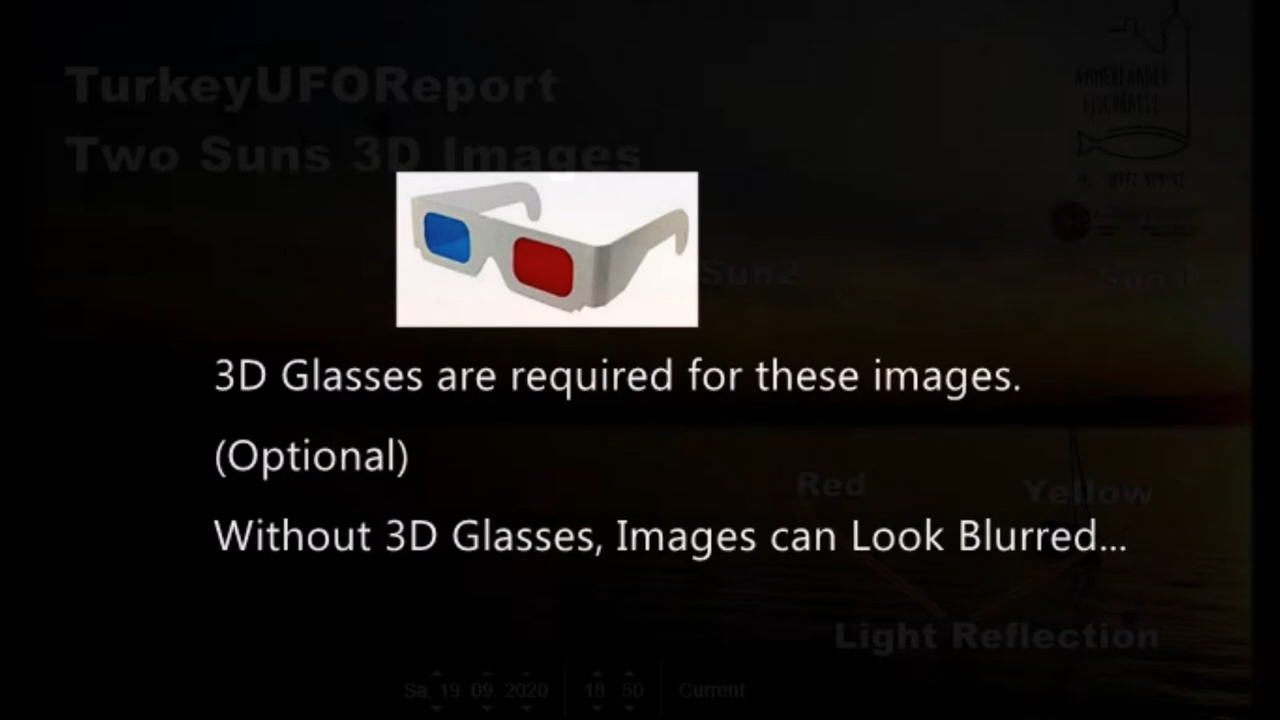 TurkeyUFOReport
Two Suns 3D Images
AMMERLANDER
Sun2
Sun1
3D Glasses are required for these images.
(Optional)
Red
Yellow
Without 3D Glasses, Images can Look Blurred...
Light Reflection
Sa, 19 09. 2020 18 50 Current